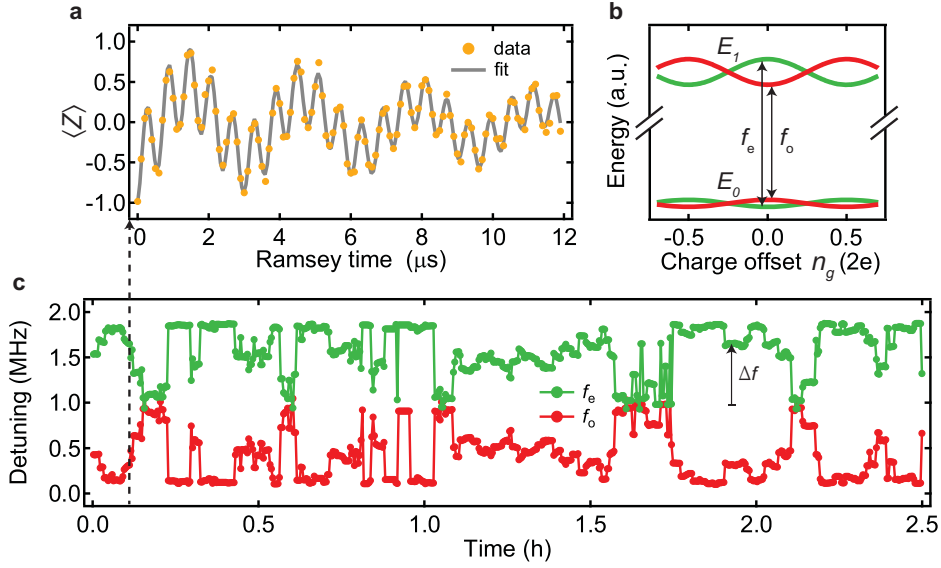 a
1.0
0.5
0.0
-0.5
-1.0
⟨Z⟩
data
fit
0 2 4 6 8 10 12
Ramsey time (μs)
b
Energy (a.u.)
E1
fe fo
E0
-0.5 0.0 0.5
Charge offset ng (2e)
c
2.0
1.5
1.0
0.5
0.0
Detuning (MHz)
Δf
fe
fo
0.0 0.5 1.0 1.5 2.0 2.5
Time (h)